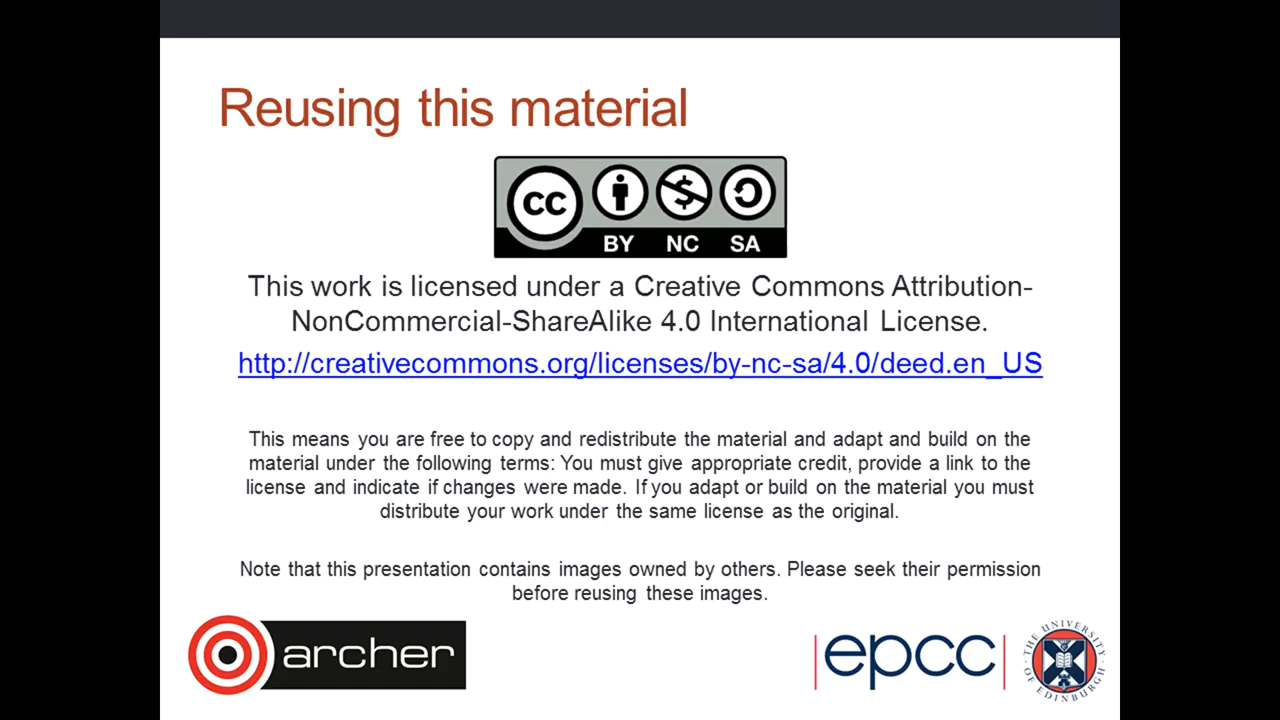 Reusing this material
CC
BY NC SA
This work is licensed under a Creative Commons Attribution-
NonCommercial-ShareAlike 4.0 International License.
http://creativecommons.org/licenses/by-nc-sa/4.0/deed.en_US
This means you are free to copy and redistribute the material and adapt and build on the
material under the following terms: You must give appropriate credit, provide a link to the
license and indicate if changes were made. If you adapt or build on the material you must
distribute your work under the same license as the original.
Note that this presentation contains images owned by others. Please seek their permission
before reusing these images.
archer
epcc
THE UNIVERSITY
OF EDINBURGH